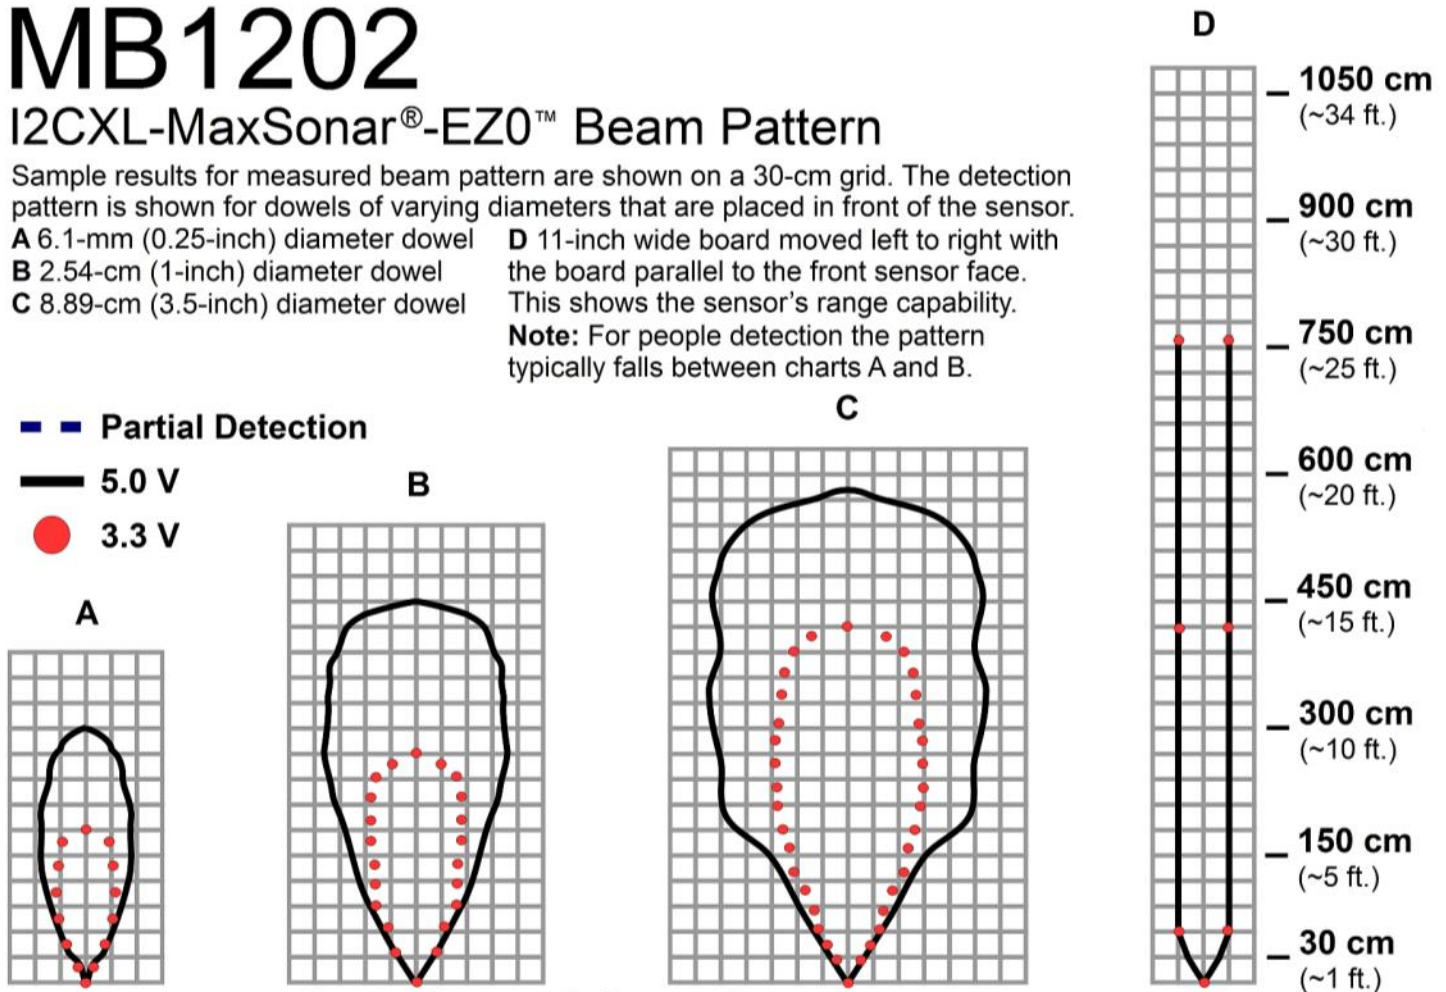 MB1202
I2CXL-MaxSonar®-EZ0™ Beam Pattern
Sample results for measured beam pattern are shown on a 30-cm grid. The detection
pattern is shown for dowels of varying diameters that are placed in front of the sensor.
A 6.1-mm (0.25-inch) diameter dowel
B 2.54-cm (1-inch) diameter dowel
C 8.89-cm (3.5-inch) diameter dowel
D 11-inch wide board moved left to right with
the board parallel to the front sensor face.
This shows the sensor's range capability.
Note: For people detection the pattern
typically falls between charts A and B.
Partial Detection
5.0 V
3.3 V
A
B
C
D
1050 cm
(~34 ft.)
900 cm
(~30 ft.)
750 cm
(~25 ft.)
600 cm
(~20 ft.)
450 cm
(~15 ft.)
300 cm
(~10 ft.)
150 cm
(~5 ft.)
30 cm
(~1 ft.)